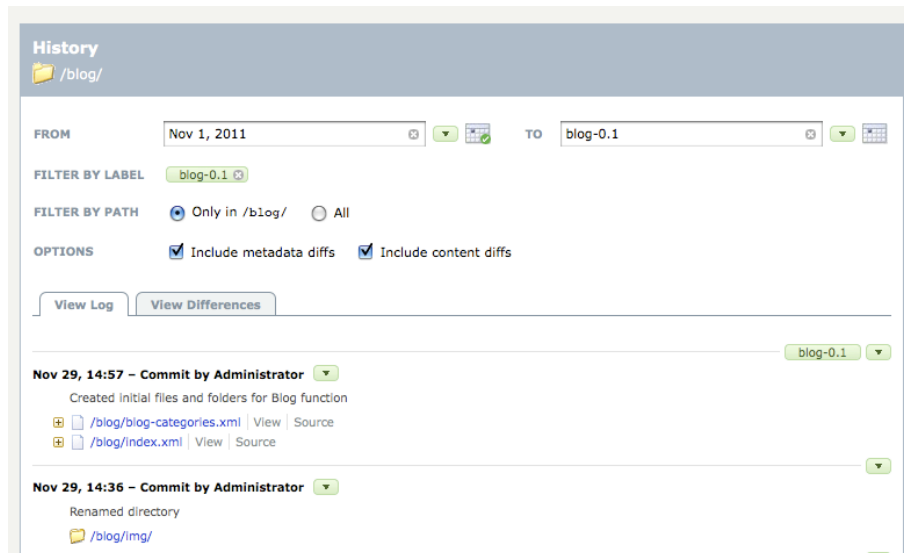 History
/blog/
FROM Nov 1, 2011 TO blog-0.1
FILTER BY LABEL blog-0.1
FILTER BY PATH Only in /blog/ All
OPTIONS Include metadata diffs Include content diffs
View Log View Differences
blog-0.1
Nov 29, 14:57 – Commit by Administrator
Created initial files and folders for Blog function
/blog/blog-categories.xml View Source
/blog/index.xml View Source
Nov 29, 14:36 – Commit by Administrator
Renamed directory
/blog/img/